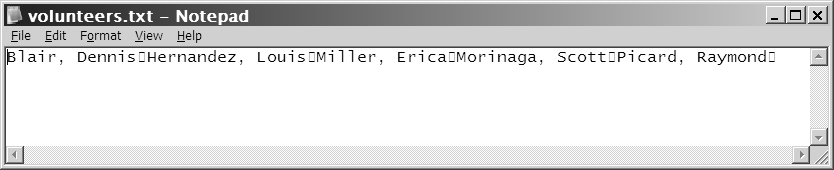 volunteers.txt – Notepad
File Edit Format View Help
Blair, Dennis▯Hernandez, Louis▯Miller, Erica▯Morinaga, Scott▯Picard, Raymond▯